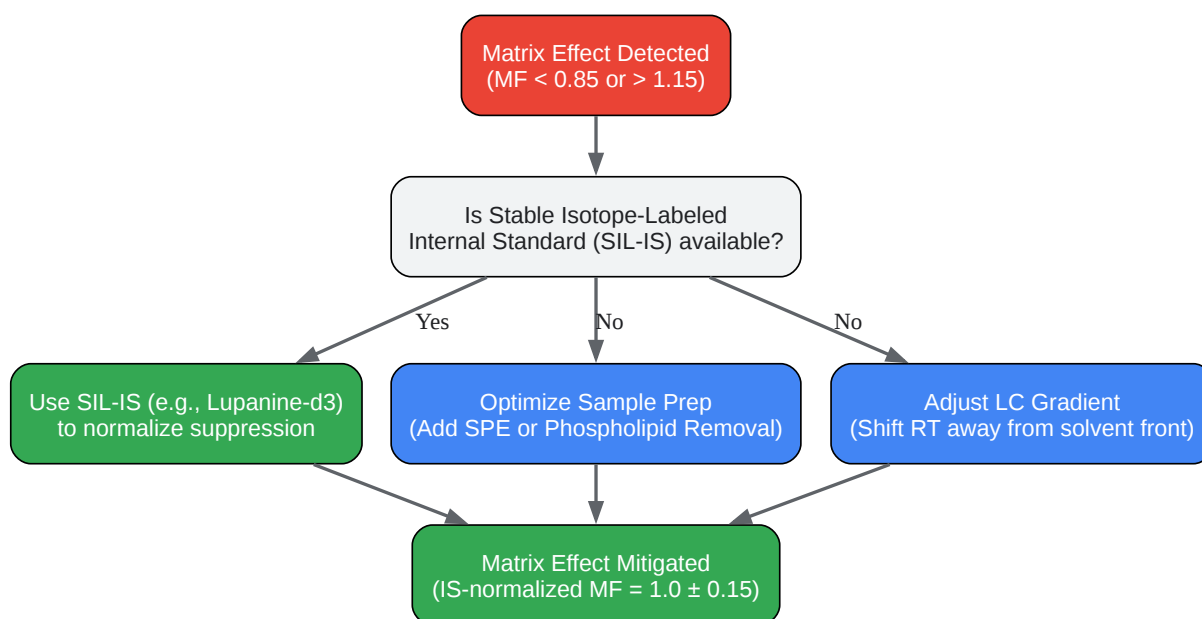 Matrix Effect Detected
(MF < 0.85 or > 1.15)
Is Stable Isotope-Labeled
Internal Standard (SIL-IS) available?
Yes
No
No
Use SIL-IS (e.g., Lupanine-d3)
to normalize suppression
Optimize Sample Prep
(Add SPE or Phospholipid Removal)
Adjust LC Gradient
(Shift RT away from solvent front)
Matrix Effect Mitigated
(IS-normalized MF = 1.0 ± 0.15)